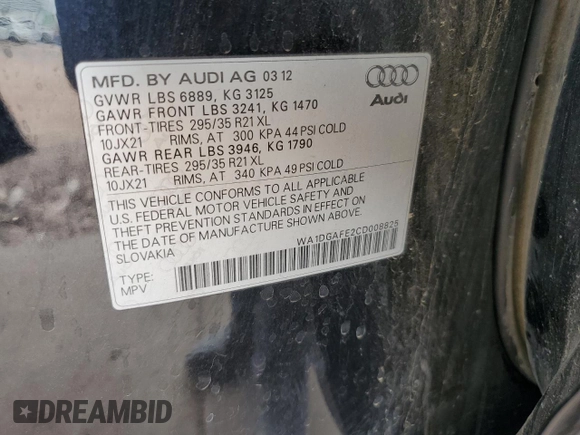 MFD. BY AUDI AG 03 12
GVWR LBS 6889, KG 3125
GAWR FRONT LBS 3241, KG 1470
FRONT-TIRES 295/35 R21 XL
10JX21 RIMS, AT 300 KPA 44 PSI COLD
GAWR REAR LBS 3946, KG 1790
REAR-TIRES 295/35 R21 XL
10JX21 RIMS, AT 340 KPA 49 PSI COLD
THIS VEHICLE CONFORMS TO ALL APPLICABLE
U.S. FEDERAL MOTOR VEHICLE SAFETY AND
THEFT PREVENTION STANDARDS IN EFFECT ON
THE DATE OF MANUFACTURE SHOWN ABOVE
SLOVAKIA
WA1DGAFE2CD008825
TYPE:
MPV
Audi
DREAMBID